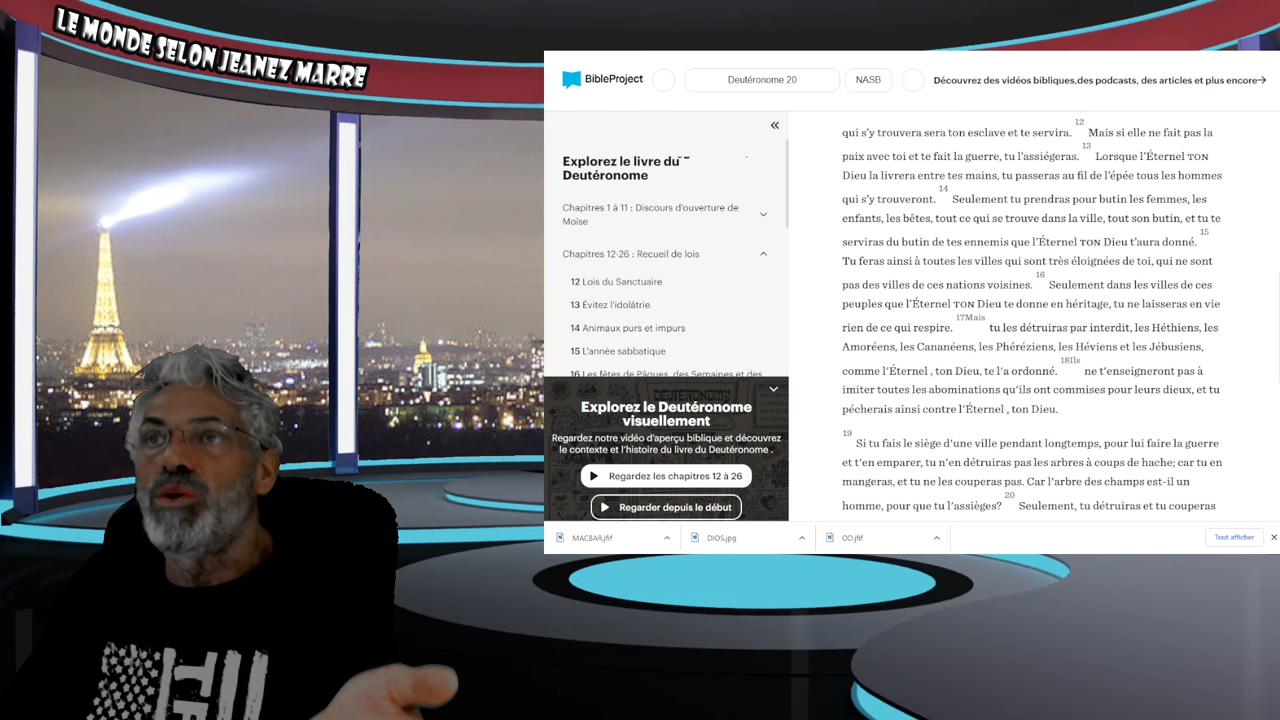 LE MONDE SELON JEANEZ MARRE
BibleProject
Deutéronome 20
NASB
Découvrez des vidéos bibliques,des podcasts, des articles et plus encore→
«
Explorez le livre du
Deutéronome
Chapitres 1 à 11 : Discours d'ouverture de
Moïse
Chapitres 12-26 : Recueil de lois
12 Lois du Sanctuaire
13 Évitez l'idolâtrie
14 Animaux purs et impurs
15 L'année sabbatique
16 Les fêtes de Pâques, des Semaines et des
DEUTERONOMY
Explorez le Deutéronome
visuellement
Regardez notre vidéo d'aperçu biblique et découvrez
le contexte et l'histoire du livre du Deutéronome .
Regardez les chapitres 12 à 26
Regarder depuis le début
qui s'y trouvera sera ton esclave et te servira. 12 Mais si elle ne fait pas la
paix avec toi et te fait la guerre, tu l'assiégeras. 13 Lorsque l'Éternel TON
Dieu la livrera entre tes mains, tu passeras au fil de l'épée tous les hommes
qui s'y trouveront. 14 Seulement tu prendras pour butin les femmes, les
enfants, les bêtes, tout ce qui se trouve dans la ville, tout son butin, et tu te
serviras du butin de tes ennemis que l'Éternel TON Dieu t'aura donné. 15
Tu feras ainsi à toutes les villes qui sont très éloignées de toi, qui ne sont
pas des villes de ces nations voisines. 16 Seulement dans les villes de ces
peuples que l'Éternel TON Dieu te donne en héritage, tu ne laisseras en vie
rien de ce qui respire. 17Mais tu les détruiras par interdit, les Héthiens, les
Amoréens, les Cananéens, les Phéréziens, les Héviens et les Jébusiens,
comme l'Éternel , ton Dieu, te l'a ordonné. 18Ils ne t'enseigneront pas à
imiter toutes les abominations qu'ils ont commises pour leurs dieux, et tu
pécherais ainsi contre l'Éternel , ton Dieu.
19 Si tu fais le siège d'une ville pendant longtemps, pour lui faire la guerre
et t'en emparer, tu n'en détruiras pas les arbres à coups de hache; car tu en
mangeras, et tu ne les couperas pas. Car l'arbre des champs est-il un
homme, pour que tu l'assièges? 20 Seulement, tu détruiras et tu couperas
MACBAR.jfif
DIOS.jpg
OD.jfif
Tout afficher